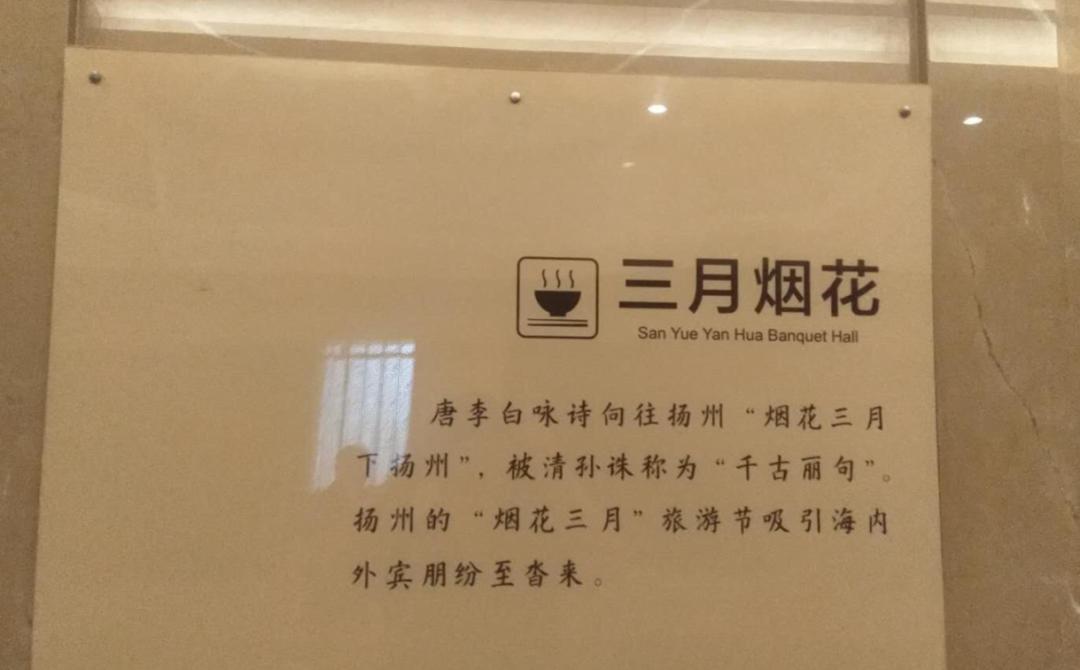 三月烟花
San Yue Yan Hua Banquet Hall
唐李白咏诗向往扬州“烟花三月
下扬州”，被清孙诛称为“千古丽句”。
扬州的“烟花三月”旅游节吸引海内
外宾朋纷至沓来。